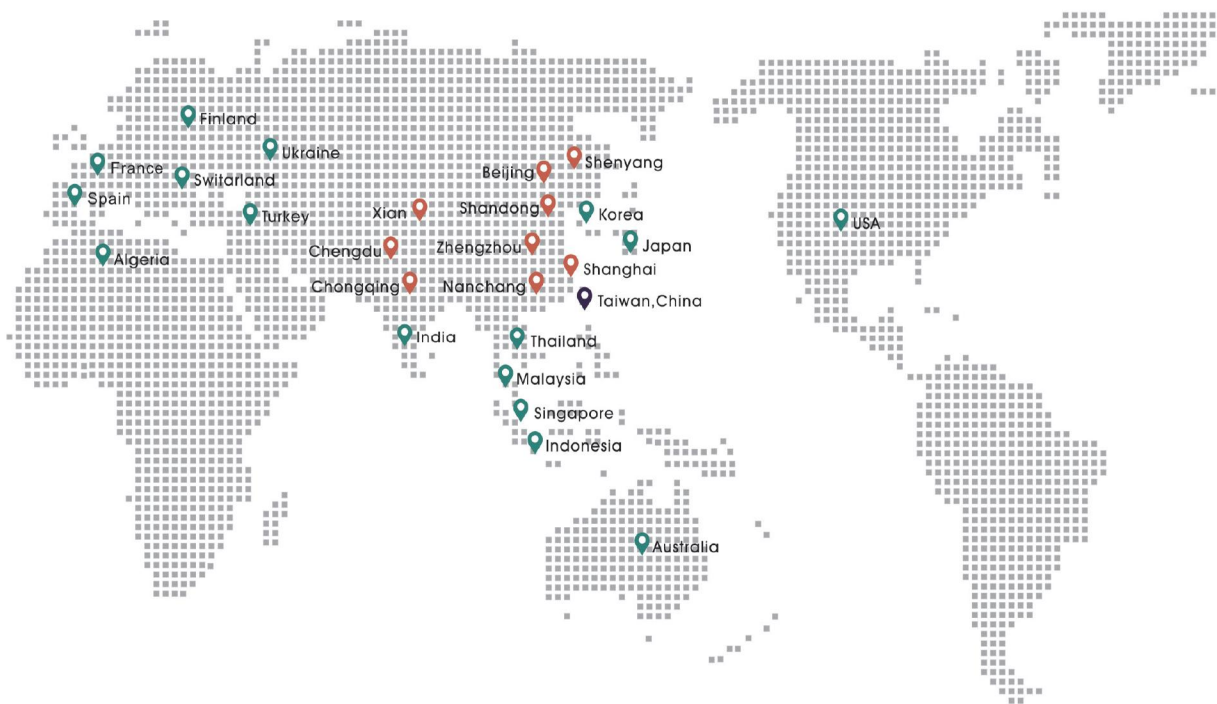 Finland
Ukraine
France
Switarland
Spain
Turkey
Algeria
Shenyang
Beijing
Xian
Shandong
Korea
Chengdu
Zhengzhou
Japan
Shanghai
Chongqing
Nanchang
Taiwan,China
India
Thailand
Malaysia
Singapore
Indonesia
Australia
USA